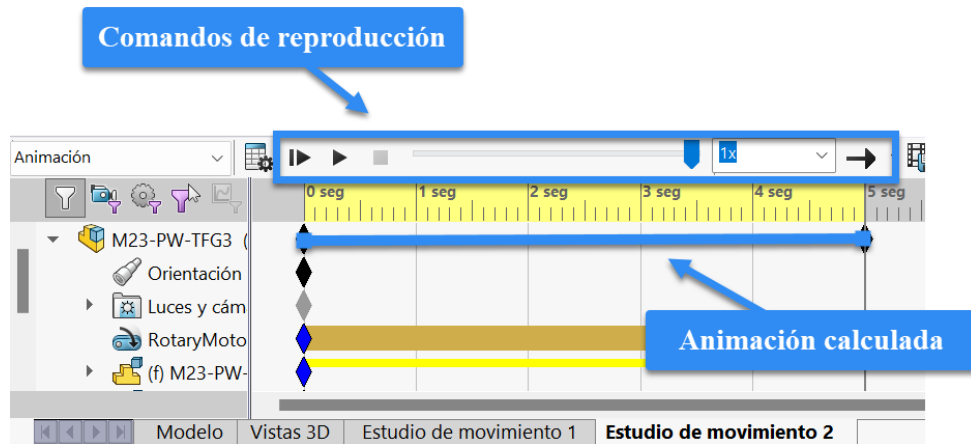 Comandos de reproducción
Animación
1x
0 seg
1 seg
2 seg
3 seg
4 seg
5 seg
M23-PW-TFG3 (
Orientación
Luces y cám
RotaryMoto
(f) M23-PW-
Animación calculada
Modelo
Vistas 3D
Estudio de movimiento 1
Estudio de movimiento 2